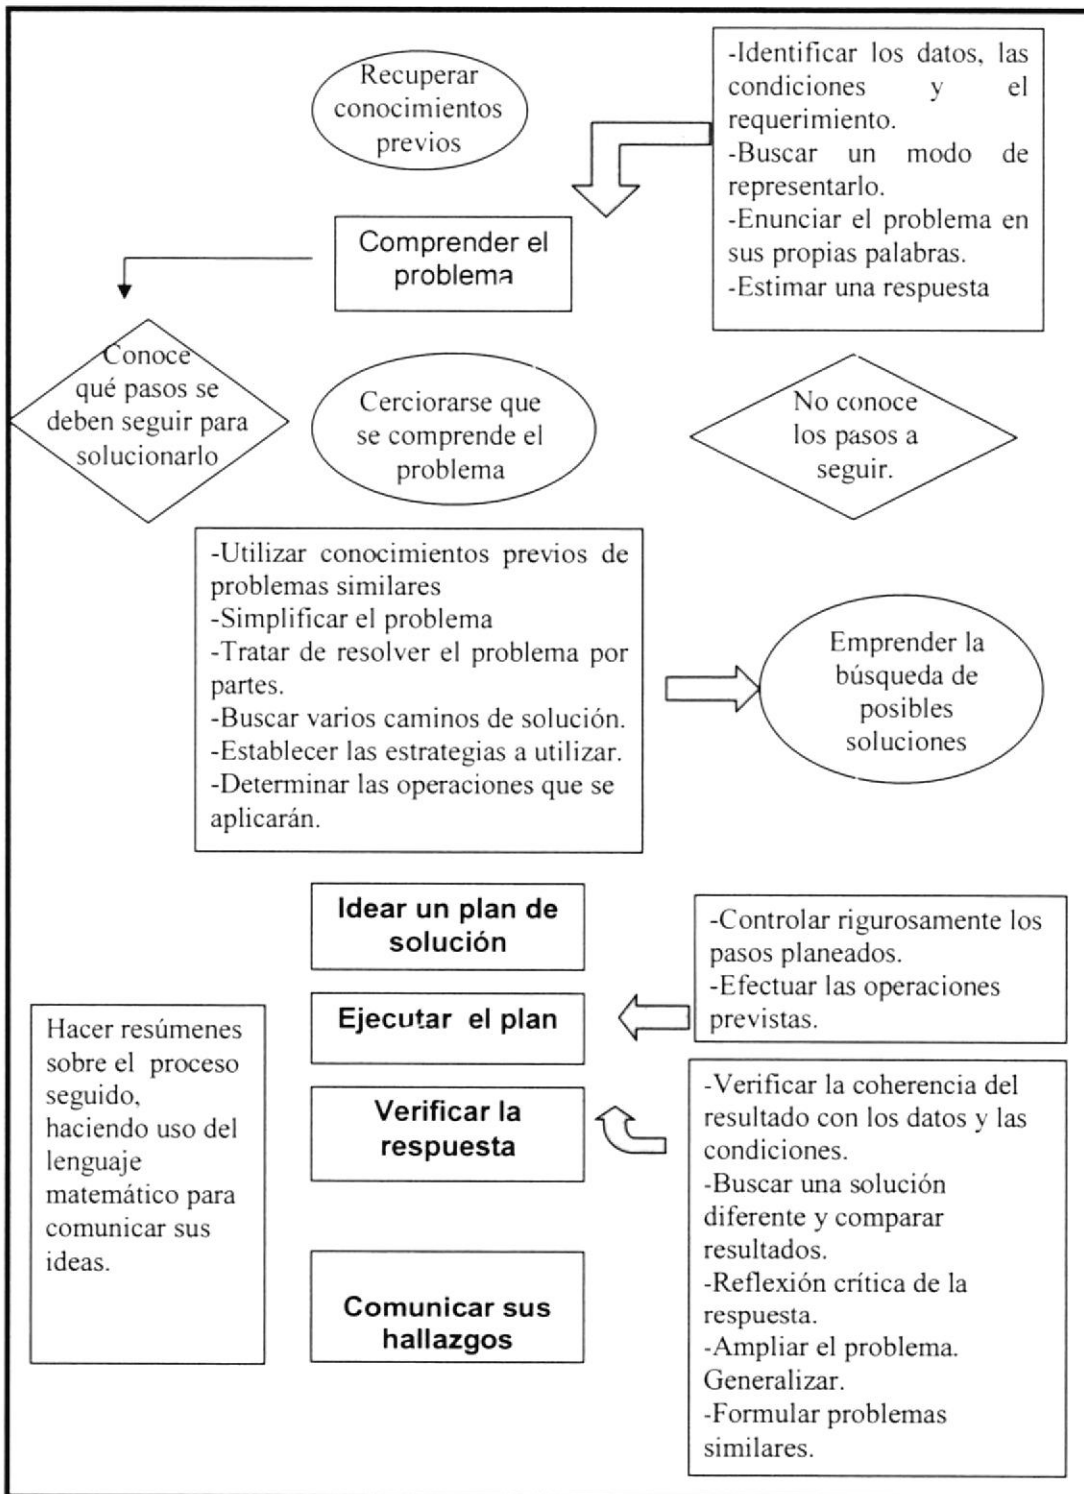 Recuperar
conocimientos
previos
-Identificar los datos, las
condiciones y el
requerimiento.
-Buscar un modo de
representarlo.
-Enunciar el problema en
sus propias palabras.
-Estimar una respuesta
Comprender el
problema
Conoce
qué pasos se
deben seguir para
solucionarlo
Cerciorarse que
se comprende el
problema
No conoce
los pasos a
seguir.
-Utilizar conocimientos previos de
problemas similares
-Simplificar el problema
-Tratar de resolver el problema por
partes.
-Buscar varios caminos de solución.
-Establecer las estrategias a utilizar.
-Determinar las operaciones que se
aplicarán.
Emprender la
búsqueda de
posibles
soluciones
Idear un plan de
solución
-Controlar rigurosamente los
pasos planeados.
-Efectuar las operaciones
previstas.
Ejecutar el plan
Hacer resúmenes
sobre el proceso
seguido,
haciendo uso del
lenguaje
matemático para
comunicar sus
ideas.
Verificar la
respuesta
-Verificar la coherencia del
resultado con los datos y las
condiciones.
-Buscar una solución
diferente y comparar
resultados.
-Reflexión crítica de la
respuesta.
-Ampliar el problema.
Generalizar.
-Formular problemas
similares.
Comunicar sus
hallazgos